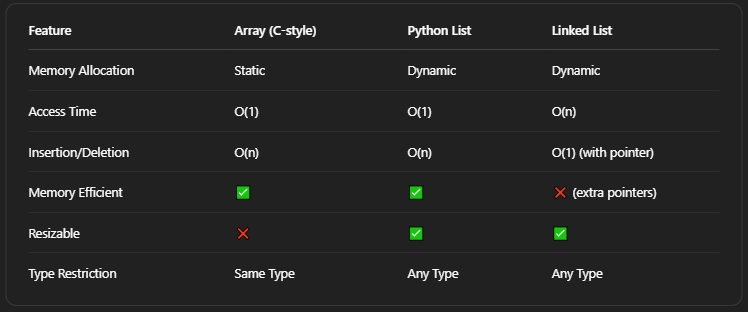 Feature Array (C-style) Python List Linked List
Memory Allocation Static Dynamic Dynamic
Access Time O(1) O(1) O(n)
Insertion/Deletion O(n) O(n) O(1) (with pointer)
Memory Efficient ✅ ✅ ❌ (extra pointers)
Resizable ❌ ✅ ✅
Type Restriction Same Type Any Type Any Type